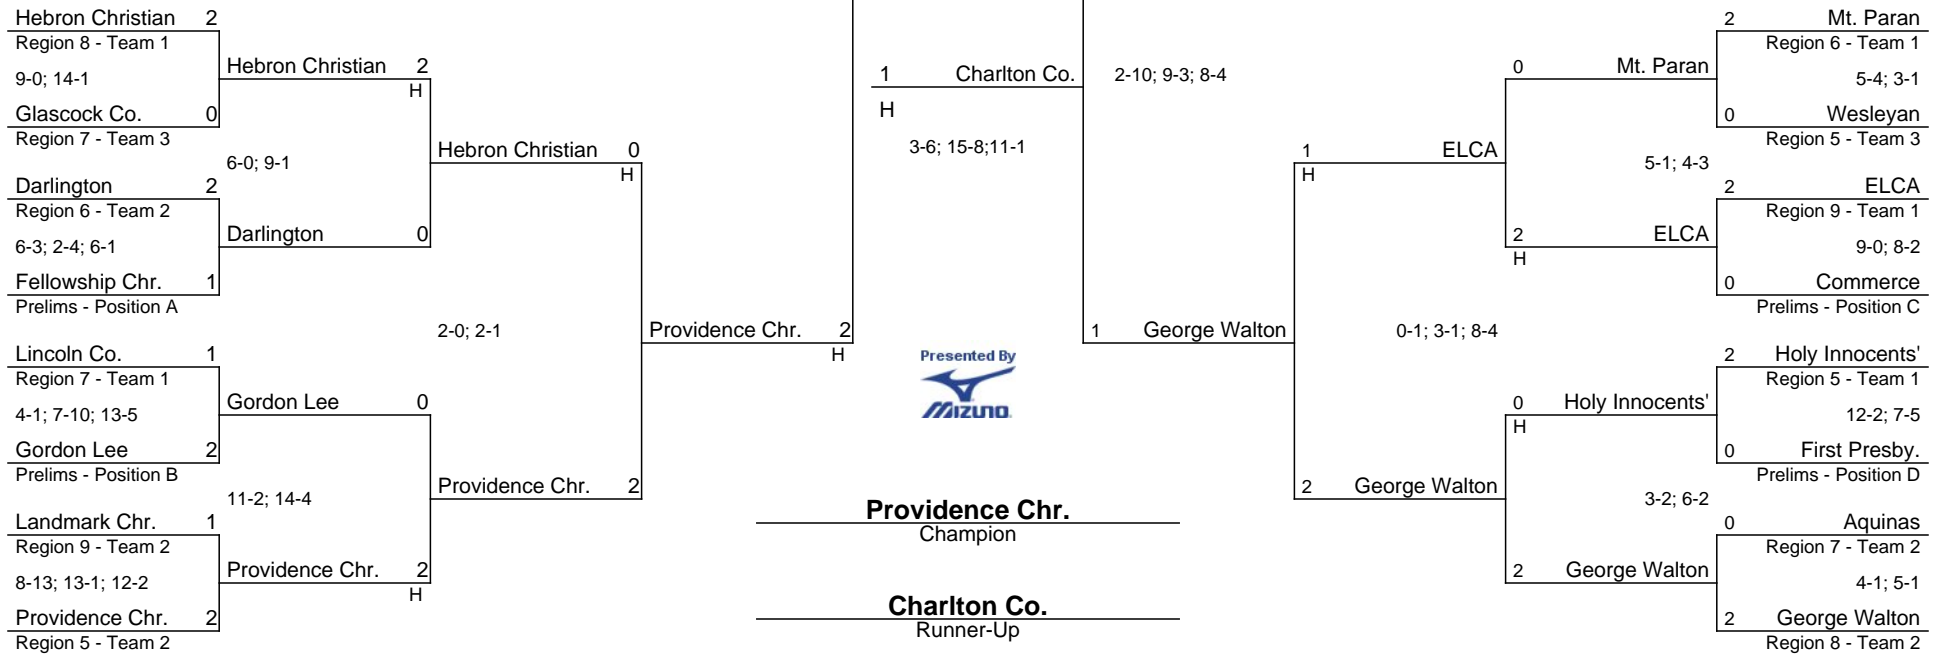 Hebron Christian 2
Region 8 - Team 1
9-0; 14-1
Glascock Co. 0
Region 7 - Team 3
Darlington 2
Region 6 - Team 2
6-3; 2-4; 6-1
Fellowship Chr. 1
Prelims - Position A
Lincoln Co. 1
Region 7 - Team 1
4-1; 7-10; 13-5
Gordon Lee 2
Prelims - Position B
Landmark Chr. 1
Region 9 - Team 2
8-13; 13-1; 12-2
Providence Chr. 2
Region 5 - Team 2
Hebron Christian 2
H
6-0; 9-1
Darlington 0
Gordon Lee 0
11-2; 14-4
Providence Chr. 2
H
Hebron Christian 0
H
2-0; 2-1
Providence Chr. 2
Providence Chr. 2
H
1 Charlton Co.
H
3-6; 15-8;11-1
Presented By
MIZUNO
Providence Chr.
Champion
Charlton Co.
Runner-Up
2-10; 9-3; 8-4
1 George Walton
1 ELCA
H
0-1; 3-1; 8-4
2 George Walton
0 Mt. Paran
5-1; 4-3
2 ELCA
H
0 Holy Innocents'
H
3-2; 6-2
2 George Walton
2 Mt. Paran
Region 6 - Team 1
5-4; 3-1
0 Wesleyan
Region 5 - Team 3
2 ELCA
Region 9 - Team 1
9-0; 8-2
0 Commerce
Prelims - Position C
2 Holy Innocents'
Region 5 - Team 1
12-2; 7-5
0 First Presby.
Prelims - Position D
0 Aquinas
Region 7 - Team 2
4-1; 5-1
2 George Walton
Region 8 - Team 2